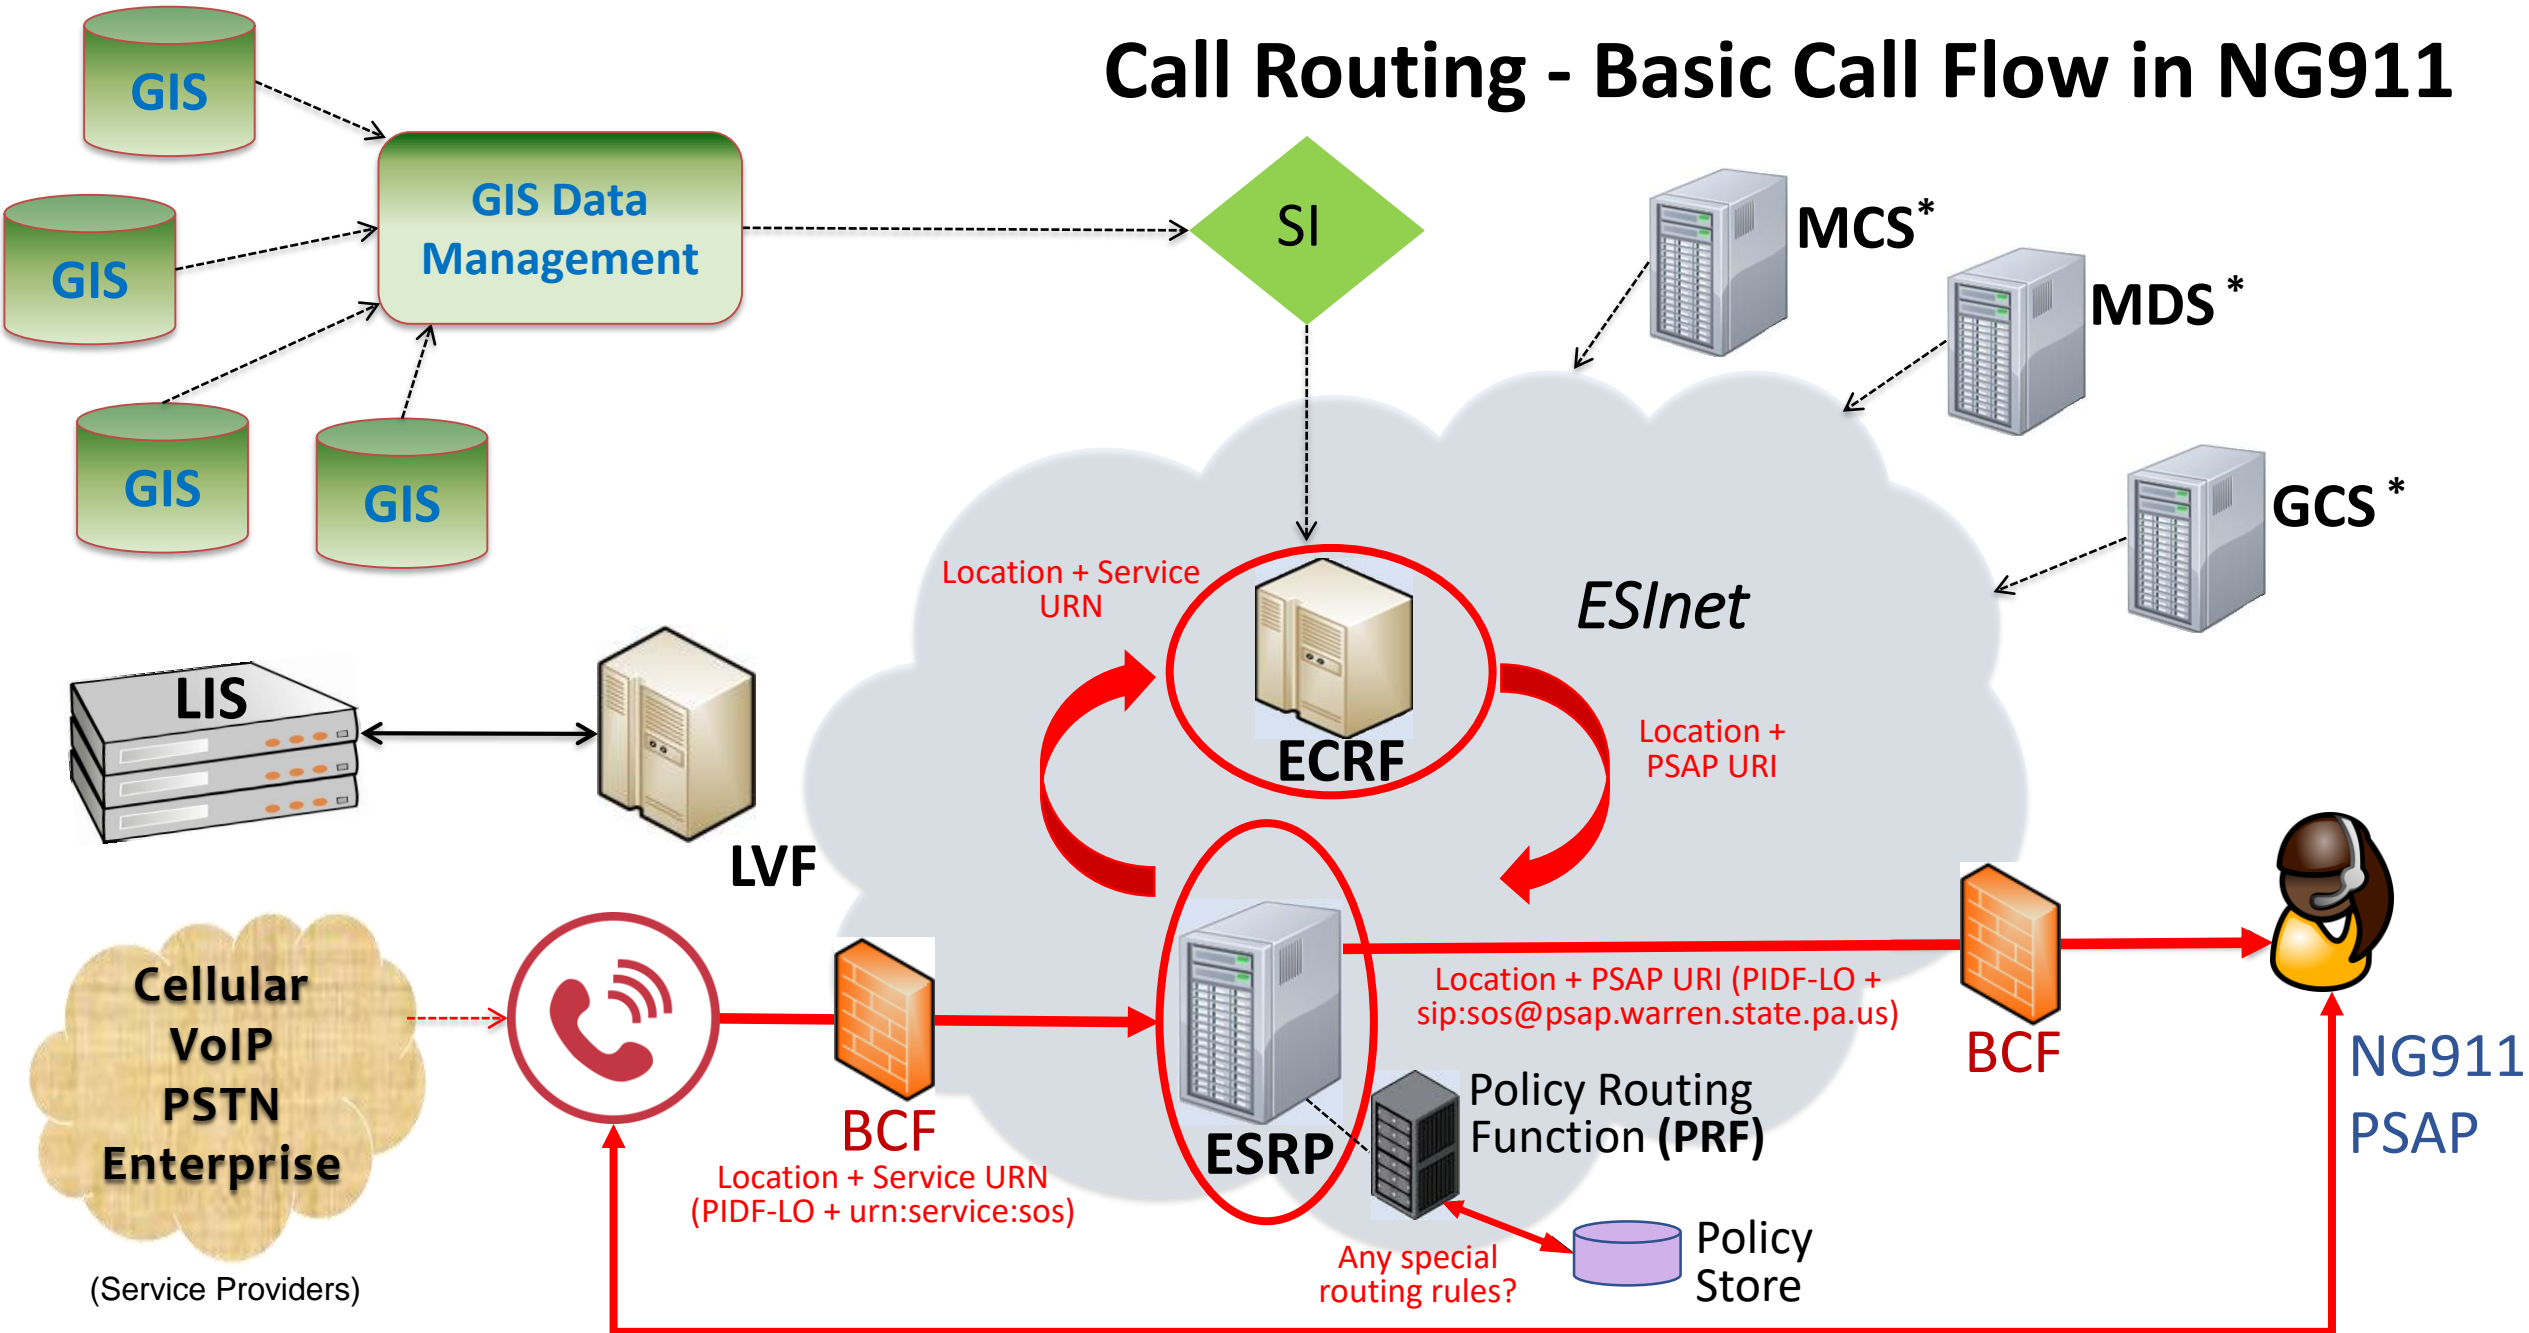 Call Routing - Basic Call Flow in NG911
GIS
GIS Data
Management
SI
MCS*
GIS
MDS *
GIS
GIS
GCS *
Location + Service
URN
ESInet
LIS
ECRF
Location +
PSAP URI
LVF
Cellular
VoIP
PSTN
Enterprise
(Service Providers)
BCF
Location + Service URN
(PIDF-LO + urn:service:sos)
ESRP
Location + PSAP URI (PIDF-LO +
sip:sos@psap.warren.state.pa.us)
Policy Routing
Function (PRF)
Any special
routing rules?
Policy
Store
BCF
NG911
PSAP